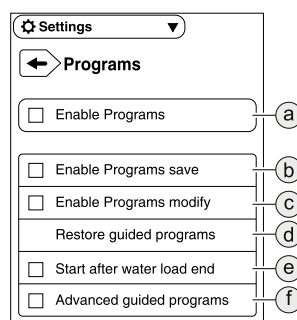 Settings
Programs
Enable Programs a
Enable Programs save b
Enable Programs modify c
Restore guided programs d
Start after water load end e
Advanced guided programs f